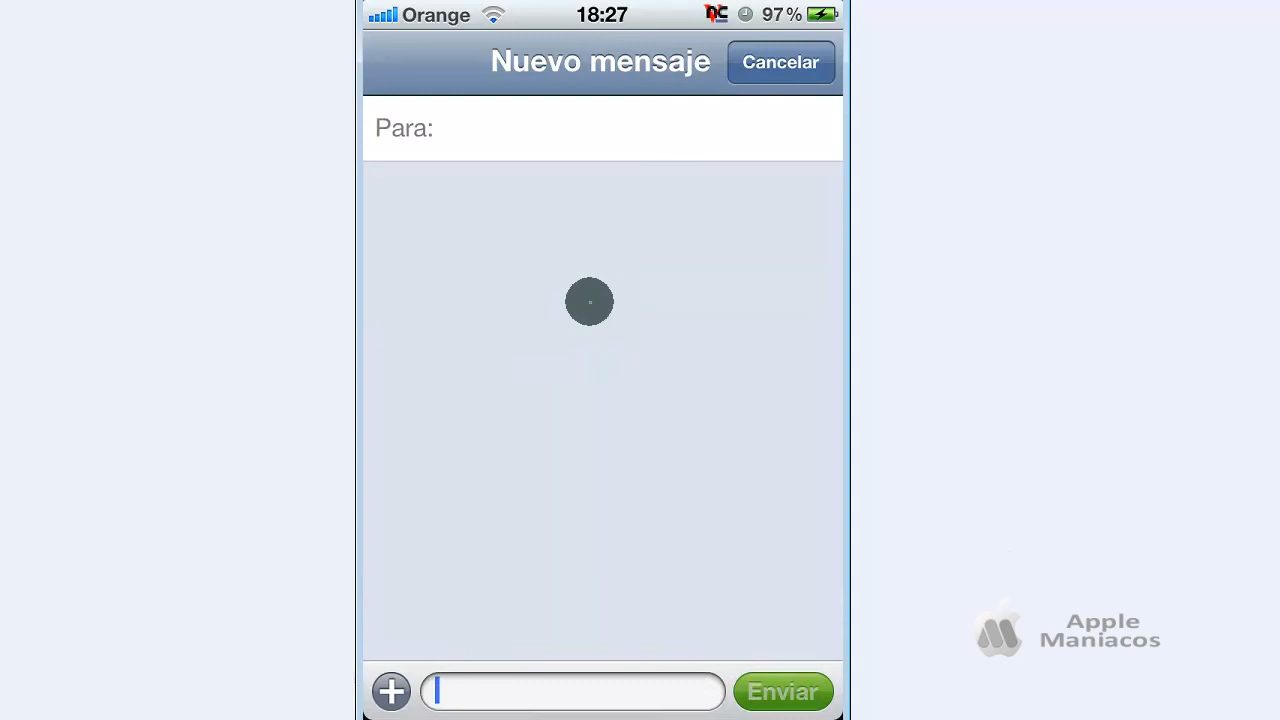 Orange 18:27 97%
Nuevo mensaje Cancelar
Para:
Enviar
Apple
Maniacos